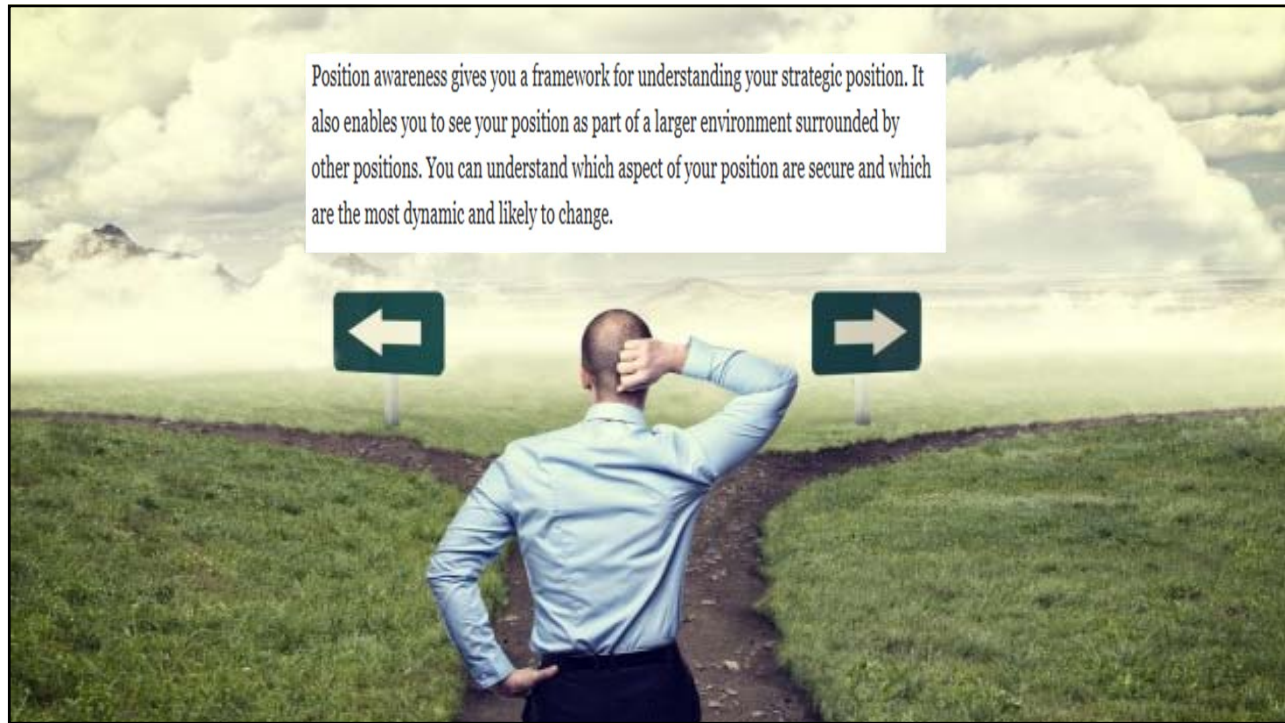 Position awareness gives you a framework for understanding your strategic position. It
also enables you to see your position as part of a larger environment surrounded by
other positions. You can understand which aspect of your position are secure and which
are the most dynamic and likely to change.